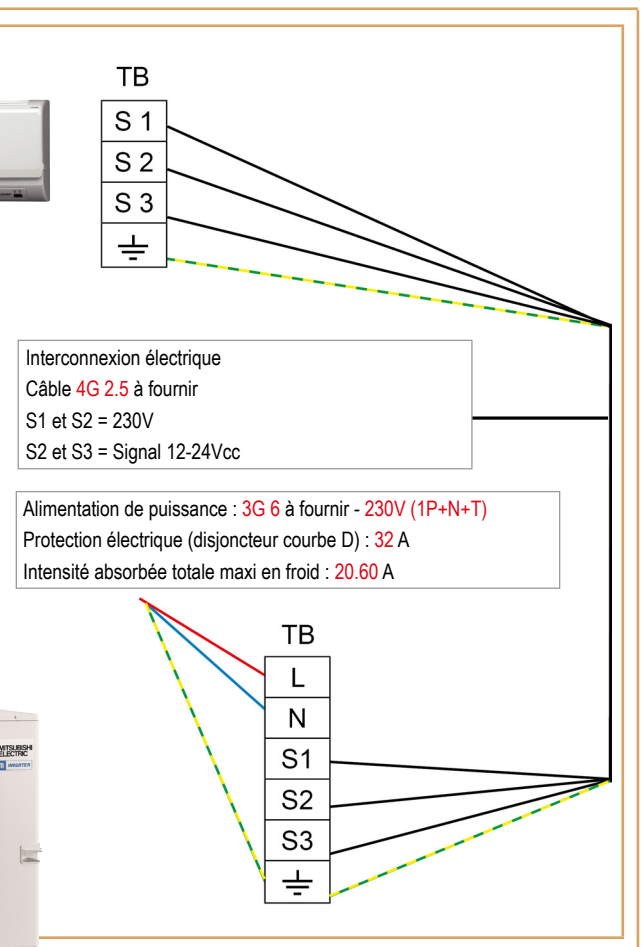 TB
S 1
S 2
S 3
Interconnexion électrique
Câble 4G 2.5 à fournir
S1 et S2 = 230V
S2 et S3 = Signal 12-24Vcc
Alimentation de puissance : 3G 6 à fournir - 230V (1P+N+T)
Protection électrique (disjoncteur courbe D) : 32 A
Intensité absorbée totale maxi en froid : 20.60 A
TB
L
N
S1
S2
S3
MITSUBISHI
ELECTRIC
INVERTER